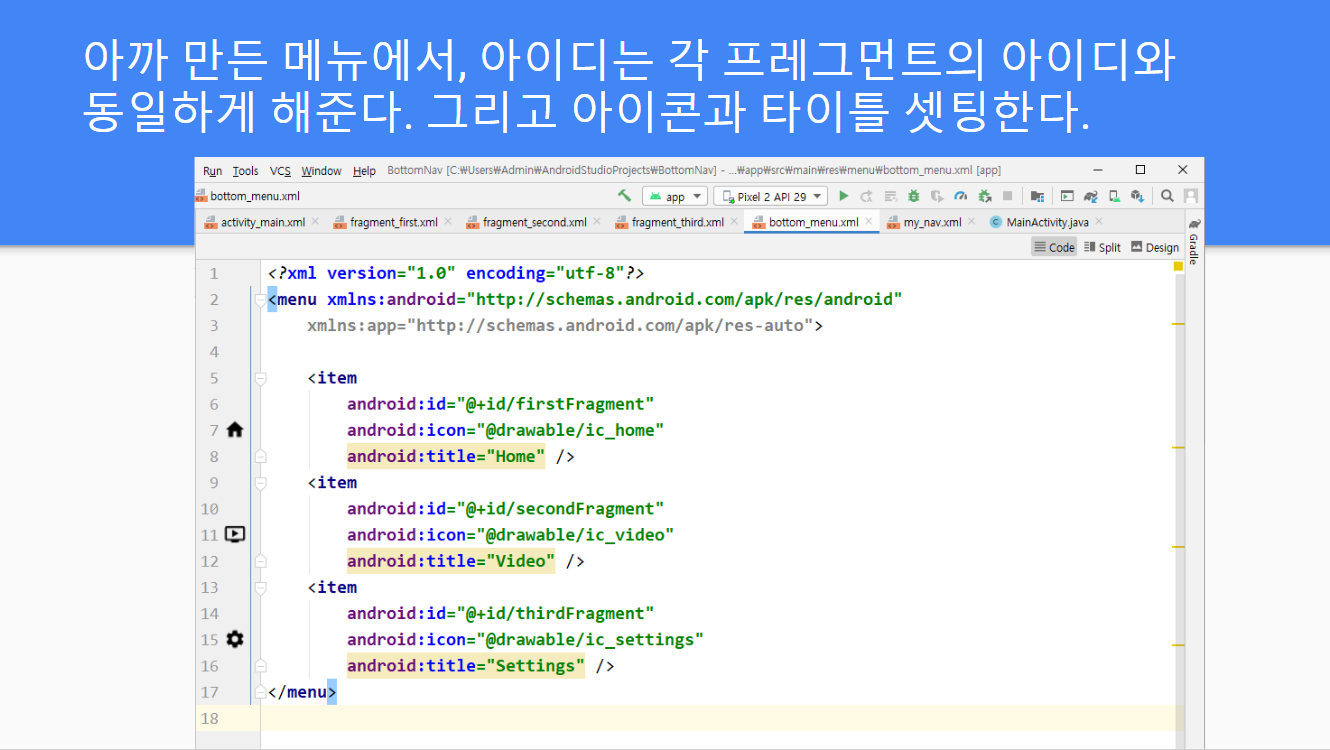 아까 만든 메뉴에서, 아이디는 각 프레그먼트의 아이디와
동일하게 해준다. 그리고 아이콘과 타이틀 셋팅한다.
Run Tools VCS Window Help BottomNav [C:₩Users₩Admin₩AndroidStudioProjects₩BottomNav] - ...₩app₩src₩main₩res₩menu₩bottom_menu.xml [app]
bottom_menu.xml app Pixel 2 API 29
activity_main.xml fragment_first.xml fragment_second.xml fragment_third.xml bottom_menu.xml my_nav.xml MainActivity.java
Code Split Design
Gradle
1 <?xml version="1.0" encoding="utf-8"?>
2 <menu xmlns:android="http://schemas.android.com/apk/res/android"
3 xmlns:app="http://schemas.android.com/apk/res-auto">
4
5 <item
6 android:id="@+id/firstFragment"
7 android:icon="@drawable/ic_home"
8 android:title="Home" />
9 <item
10 android:id="@+id/secondFragment"
11 android:icon="@drawable/ic_video"
12 android:title="Video" />
13 <item
14 android:id="@+id/thirdFragment"
15 android:icon="@drawable/ic_settings"
16 android:title="Settings" />
17 </menu>
18